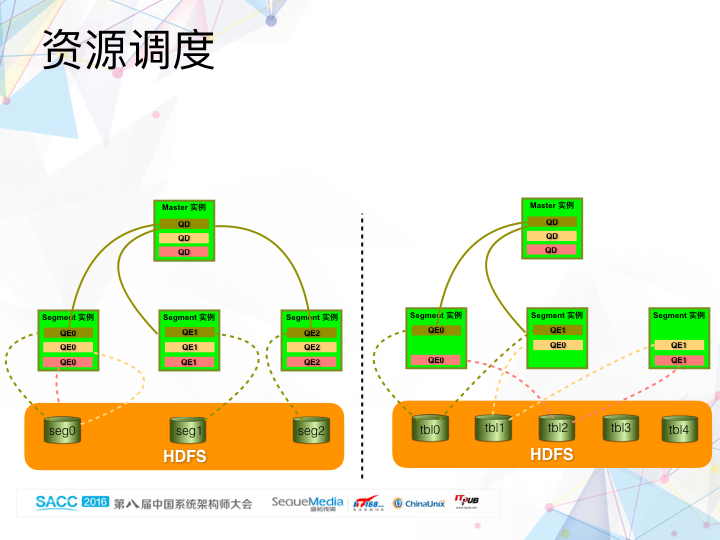 资源调度
Master 实例
QD
QD
QD
Segment 实例
QE0
QE0
QE0
Segment 实例
QE1
QE1
QE1
Segment 实例
QE2
QE2
QE2
seg0
seg1
seg2
HDFS
Master 实例
QD
QD
QD
Segment 实例
QE0
QE0
Segment 实例
QE1
QE0
Segment 实例
QE1
QE1
tbl0
tbl1
tbl2
tbl3
tbl4
HDFS
SACC 2016 第八届中国系统架构师大会
SequeMedia
盛拓传媒
IT168.com
ChinaUnix
ITPUB
www.itpub.net